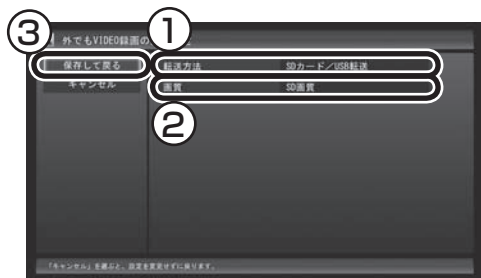 ③
①
外でもVIDEO録画の
保存して戻る
転送方法
SDカード／USB転送
キャンセル
画質
SD画質
②
「キャンセル」を選ぶと、設定を変更せずに戻ります。